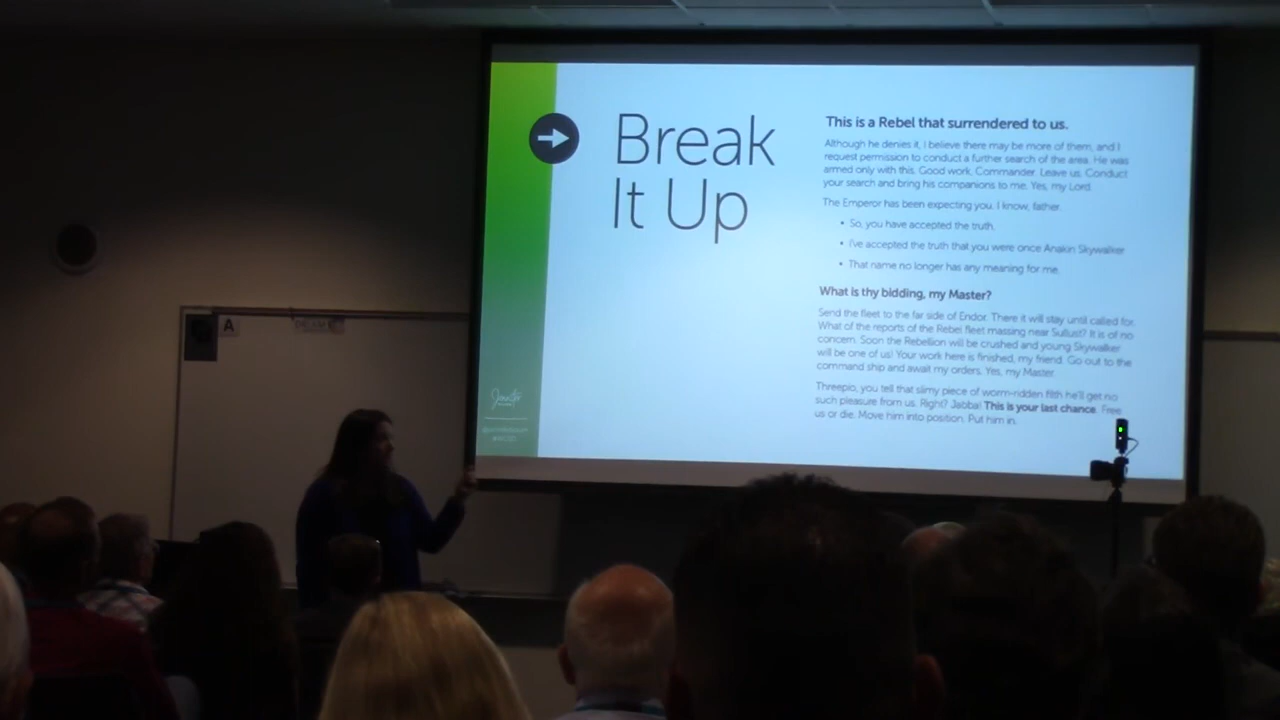 Break
It Up
This is a Rebel that surrendered to us.
Although he denies it, I believe there may be more of them, and I
request permission to conduct a further search of the area. He was
armed only with this. Good work, Commander. Leave us. Conduct
your search and bring his companions to me. Yes, my Lord.
The Emperor has been expecting you. I know, father.
• So, you have accepted the truth.
• I've accepted the truth that you were once Anakin Skywalker
• That name no longer has any meaning for me.
What is thy bidding, my Master?
Send the fleet to the far side of Endor. There it will stay until called for.
What of the reports of the Rebel fleet massing near Sullust? It is of no
concern. Soon the Rebellion will be crushed and young Skywalker
will be one of us! Your work here is finished, my friend. Go out to the
command ship and await my orders. Yes, my Master.
Threepio, you tell that slimy piece of worm-ridden filth he'll get no
such pleasure from us. Right? Jabba! This is your last chance. Free
us or die. Move him into position. Put him in.
A